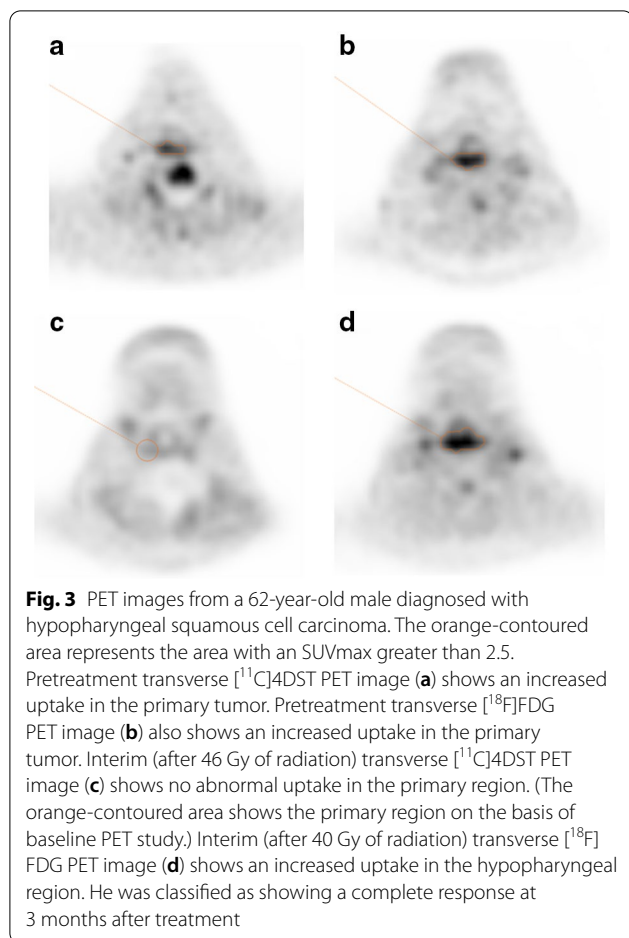 a
b
c
d
Fig. 3 PET images from a 62-year-old male diagnosed with
hypopharyngeal squamous cell carcinoma. The orange-contoured
area represents the area with an SUVmax greater than 2.5.
Pretreatment transverse [¹¹C]4DST PET image (a) shows an increased
uptake in the primary tumor. Pretreatment transverse [¹⁸F]FDG
PET image (b) also shows an increased uptake in the primary
tumor. Interim (after 46 Gy of radiation) transverse [¹¹C]4DST PET
image (c) shows no abnormal uptake in the primary region. (The
orange-contoured area shows the primary region on the basis of
baseline PET study.) Interim (after 40 Gy of radiation) transverse [¹⁸F]
FDG PET image (d) shows an increased uptake in the hypopharyngeal
region. He was classified as showing a complete response at
3 months after treatment